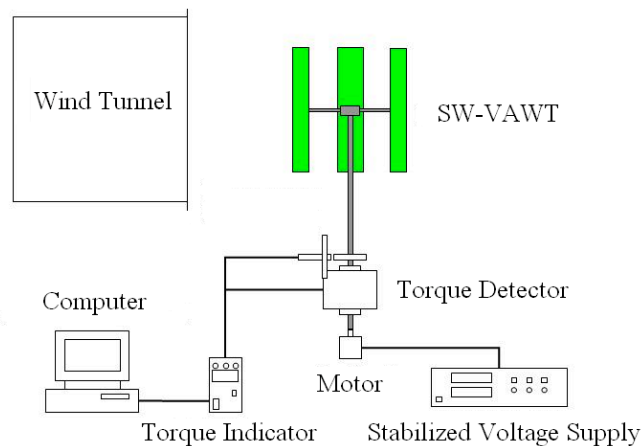 Wind Tunnel
SW-VAWT
Torque Detector
Computer
Motor
Torque Indicator
Stabilized Voltage Supply